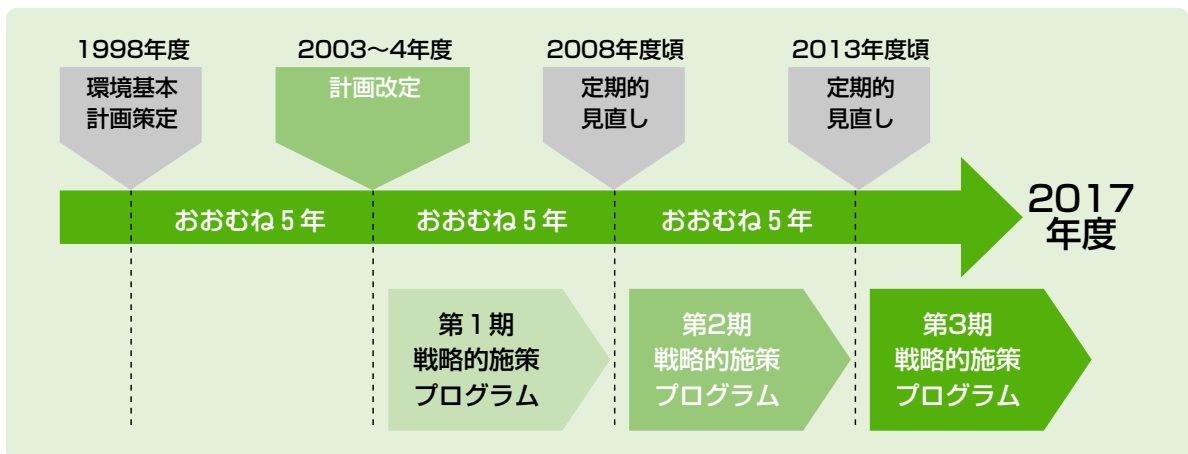 1998年度
環境基本
計画策定
2003〜4年度
計画改定
2008年度頃
定期的
見直し
2013年度頃
定期的
見直し
おおむね5年
おおむね5年
おおむね5年
2017
年度
第1期
戦略的施策
プログラム
第2期
戦略的施策
プログラム
第3期
戦略的施策
プログラム